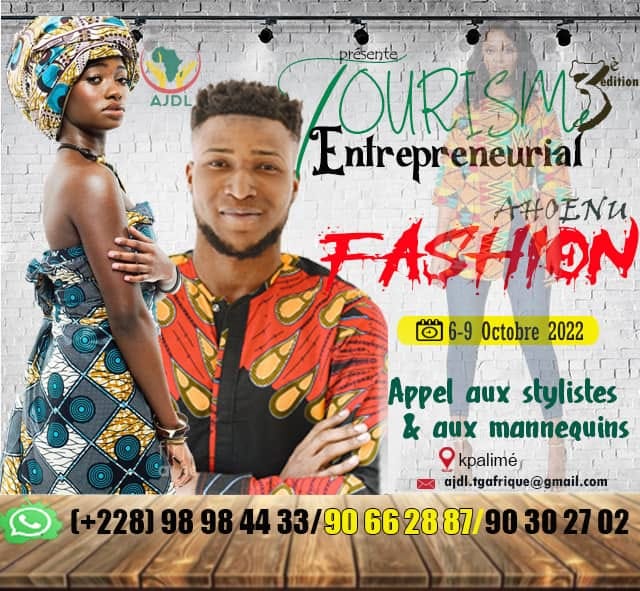 AJDL
présente
TOURISM
3è
edition
Entrepreneurial
AHOENU
FASHION
6-9 Octobre 2022
Appel aux stylistes
& aux mannequins
kpalimé
ajdl.tgafrique@gmail.com
(+228) 98 98 44 33/90 66 28 87/90 30 27 02